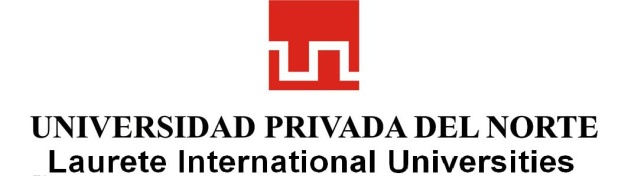 UNIVERSIDAD PRIVADA DEL NORTE
Laurete International Universities